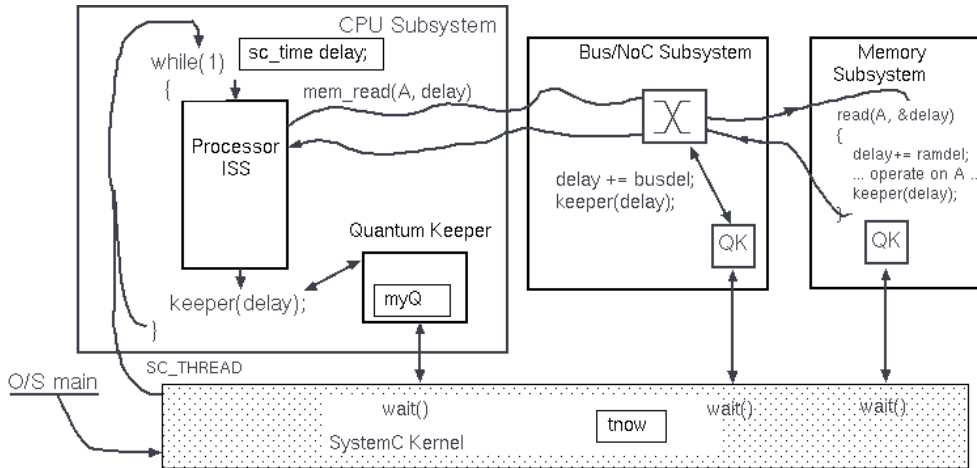 CPU Subsystem
while(1)
{
sc_time delay;
Processor
ISS
mem_read(A, delay)
Quantum Keeper
myQ
keeper(delay);
}
SC_THREAD
Bus/NoC Subsystem
delay += busdel;
keeper(delay);
QK
Memory
Subsystem
read(A, &delay)
{
delay+= ramdel;
... operate on A ..
keeper(delay);
}
QK
O/S main
wait()
wait()
wait()
tnow
SystemC Kernel